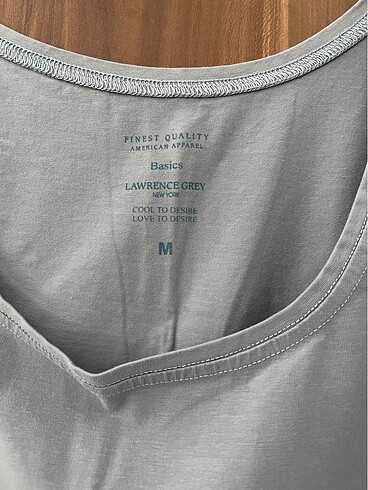 FINEST QUALITY
AMERICAN APPAREL
Basics
LAWRENCE GREY
NEW YORK
COOL TO DESIRE
LOVE TO DESIRE
M